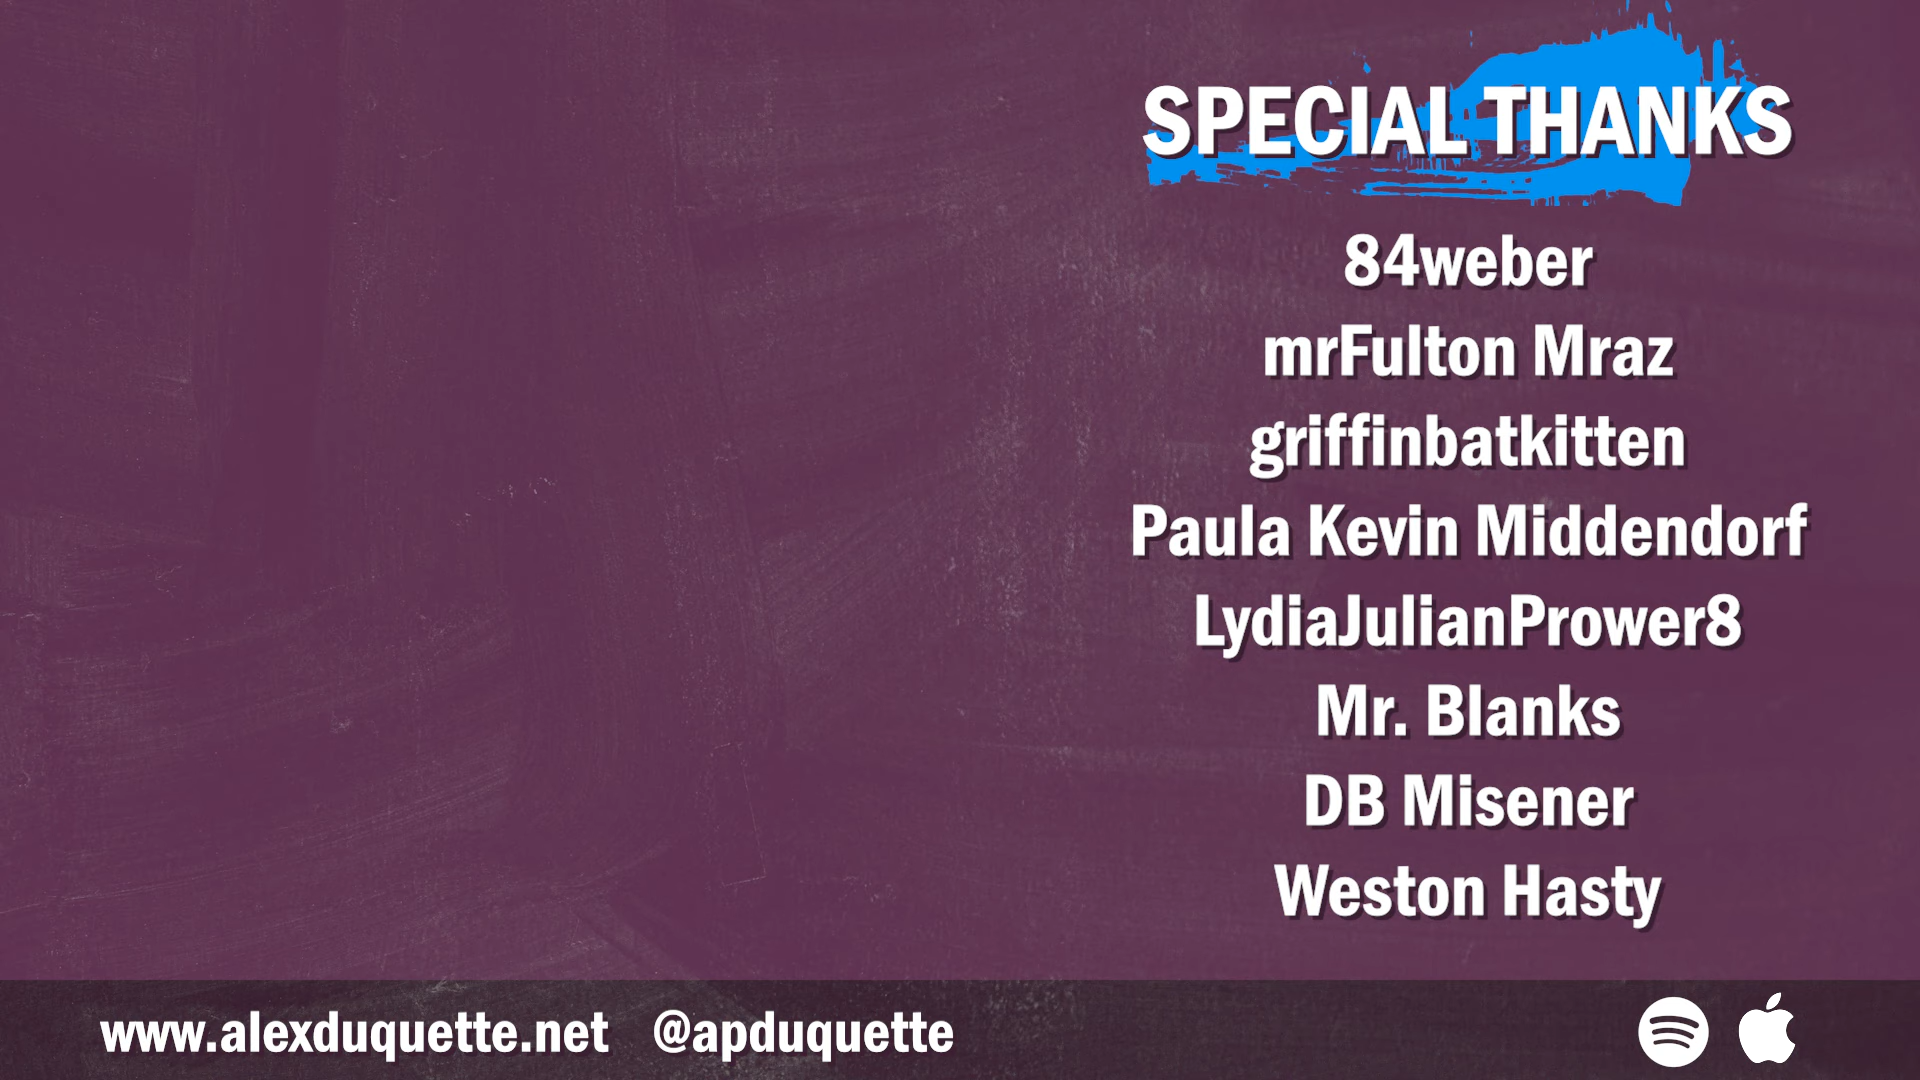 SPECIAL THANKS
84weber
mrFulton Mraz
griffinbatkitten
Paula Kevin Middendorf
LydiaJulianPrower8
Mr. Blanks
DB Misener
Weston Hasty
www.alexduquette.net @apduquette